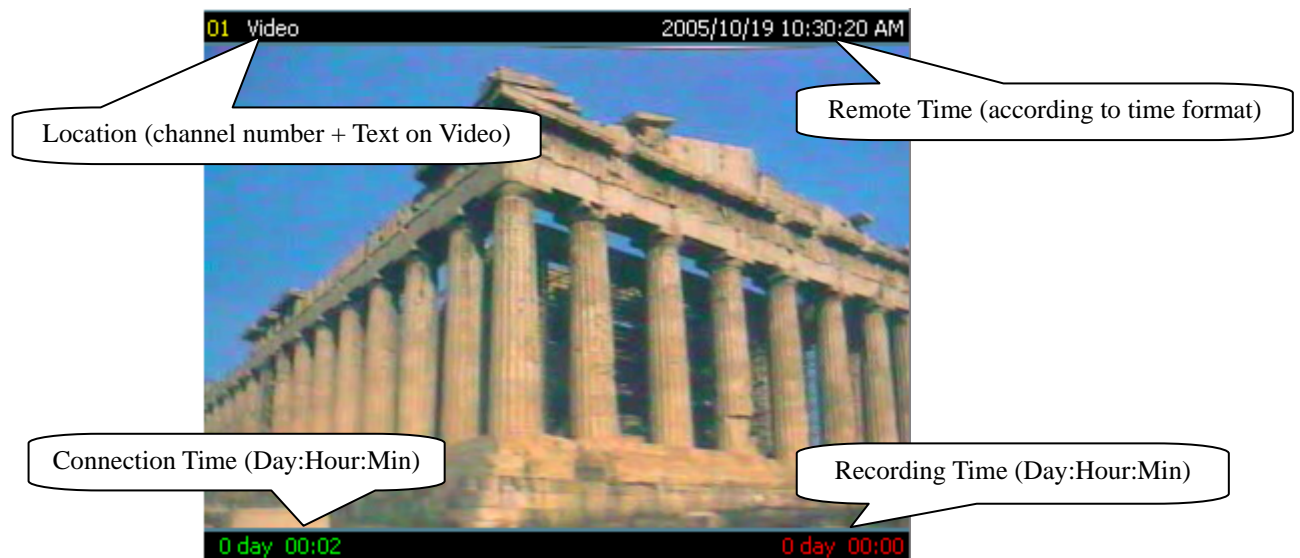 01 Video 2005/10/19 10:30:20 AM
Location (channel number + Text on Video)
Remote Time (according to time format)
Connection Time (Day:Hour:Min)
Recording Time (Day:Hour:Min)
0 day 00:02 0 day 00:00